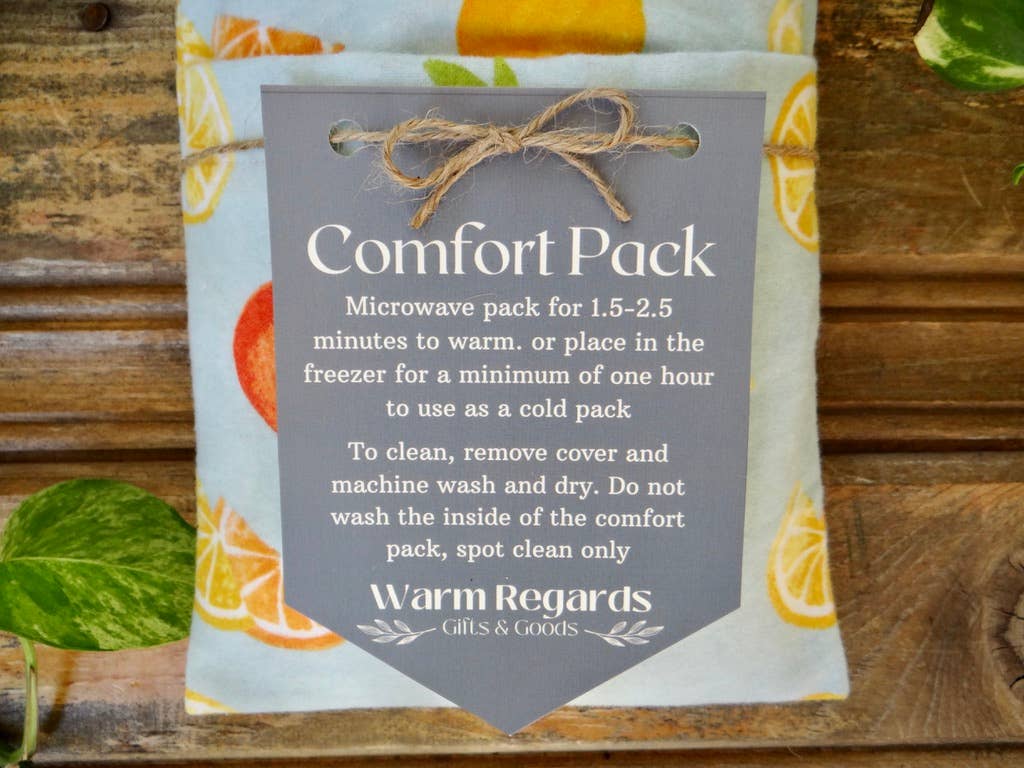 Comfort Pack
Microwave pack for 1.5-2.5
minutes to warm. or place in the
freezer for a minimum of one hour
to use as a cold pack
To clean, remove cover and
machine wash and dry. Do not
wash the inside of the comfort
pack, spot clean only
Warm Regards
Gifts & Goods